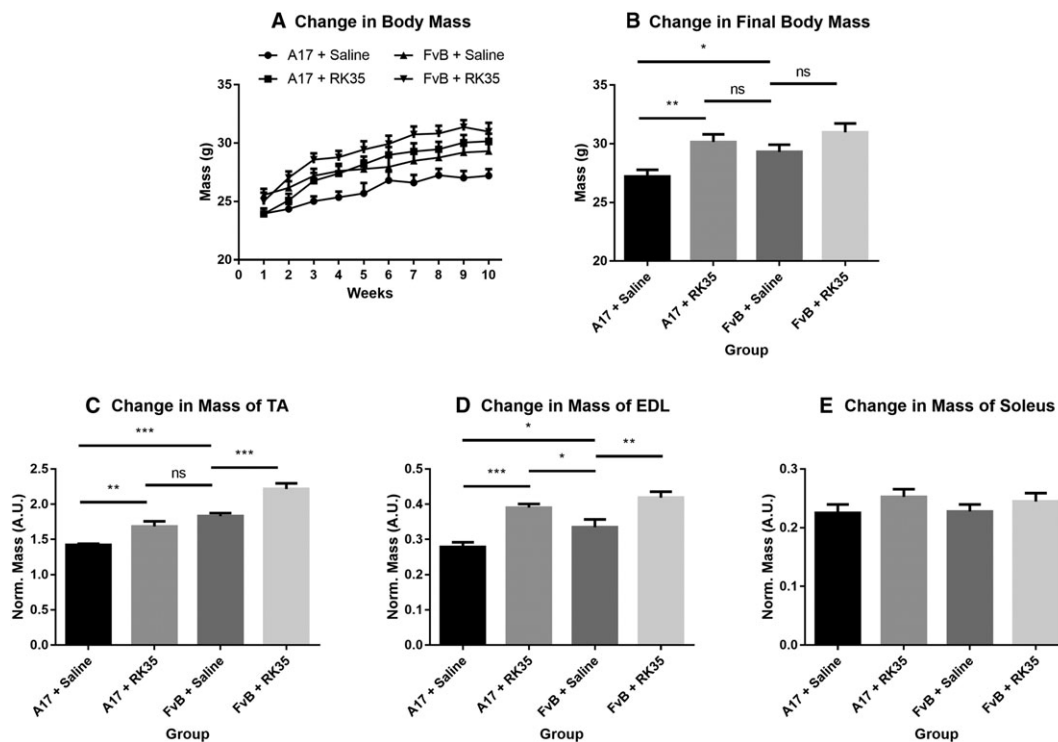 A Change in Body Mass
A17 + Saline
FvB + Saline
A17 + RK35
FvB + RK35
35
30
25
20
Mass (g)
0 1 2 3 4 5 6 7 8 9 10
Weeks
B Change in Final Body Mass
*
ns
ns
**
35
30
25
20
Mass (g)
A17 + Saline
A17 + RK35
FvB + Saline
FvB + RK35
Group
C Change in Mass of TA
***
***
ns
**
2.5
2.0
1.5
1.0
0.5
0.0
Norm. Mass (A.U.)
A17 + Saline
A17 + RK35
FvB + Saline
FvB + RK35
Group
D Change in Mass of EDL
*
**
*
***
0.6
0.4
0.2
0.0
Norm. Mass (A.U.)
A17 + Saline
A17 + RK35
FvB + Saline
FvB + RK35
Group
E Change in Mass of Soleus
0.3
0.2
0.1
0.0
Norm. Mass (A.U.)
A17 + Saline
A17 + RK35
FvB + Saline
FvB + RK35
Group